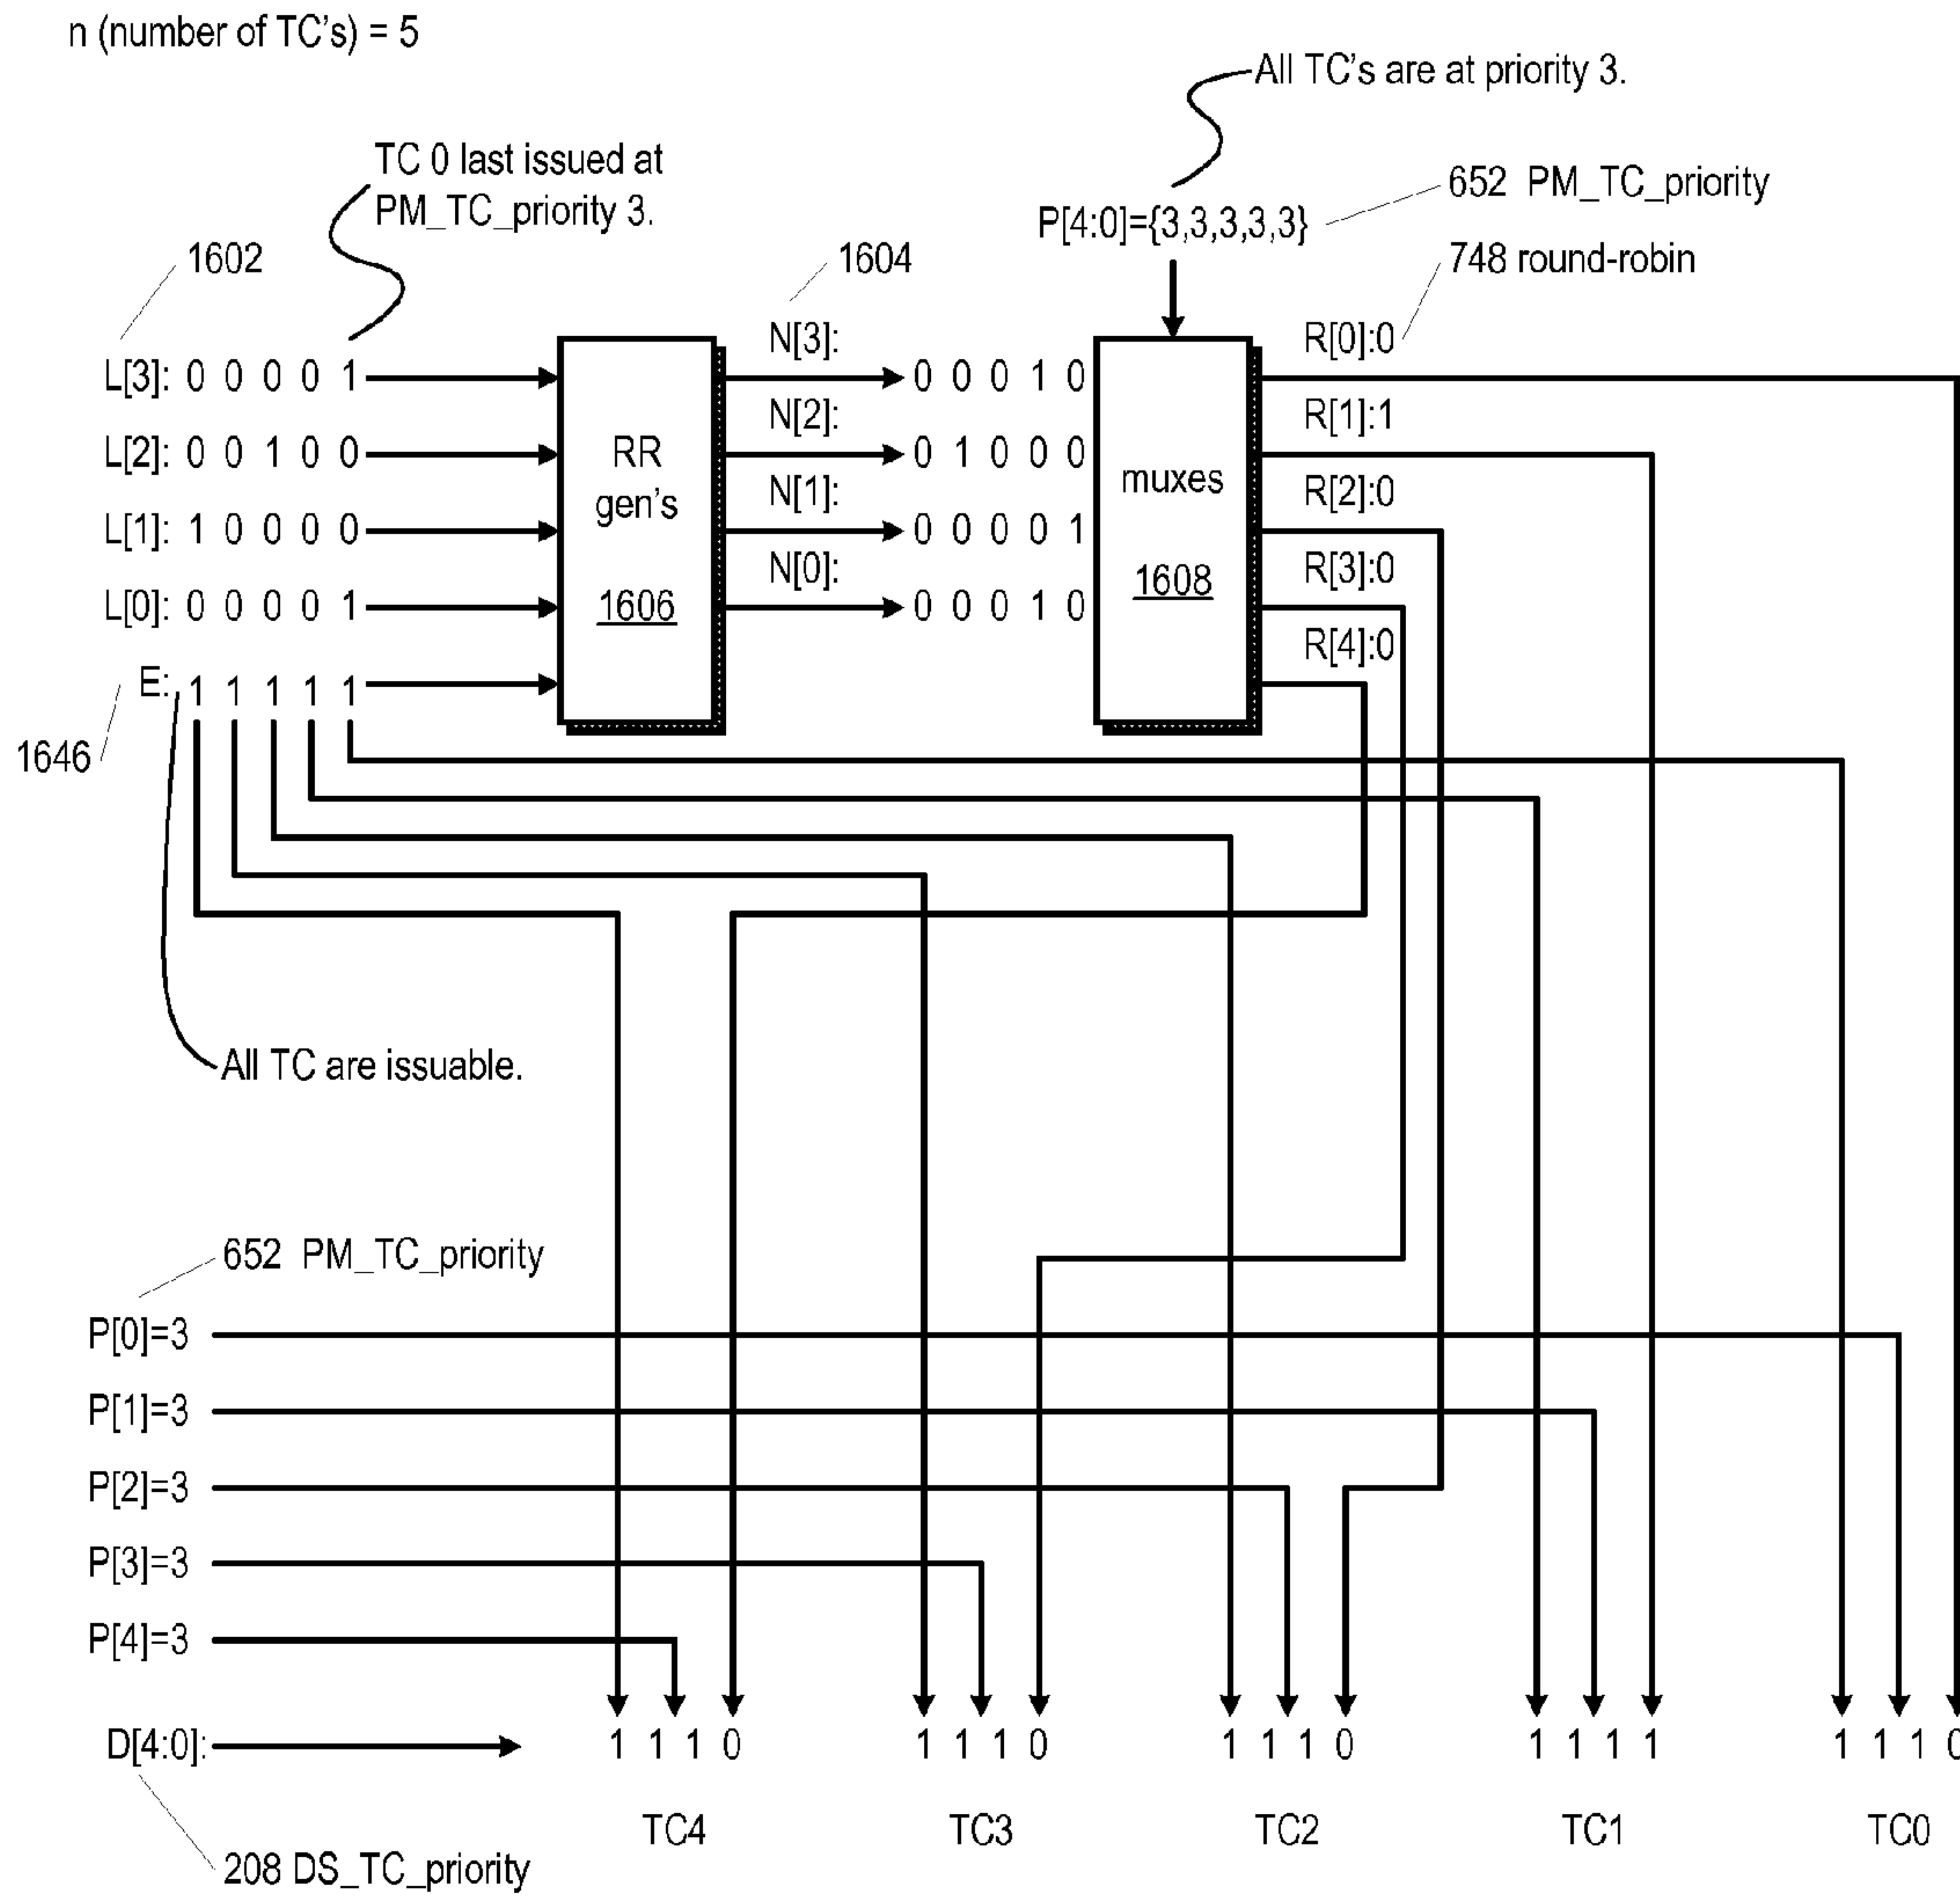 n (number of TC's) = 5
All TC's are at priority 3.
TC 0 last issued at
PM_TC_priority 3.
652 PM_TC_priority
P[4:0]={3,3,3,3,3}
1602
1604
748 round-robin
N[3]:
R[0]:0
L[3]: 0 0 0 0 1
0 0 0 1 0
N[2]:
R[1]:1
L[2]: 0 0 1 0 0
RR
gen's
1606
0 1 0 0 0
muxes
1608
N[1]:
R[2]:0
L[1]: 1 0 0 0 0
0 0 0 0 1
N[0]:
R[3]:0
L[0]: 0 0 0 0 1
0 0 0 1 0
R[4]:0
E: 1 1 1 1 1
1646
All TC are issuable.
652 PM_TC_priority
P[0]=3
P[1]=3
P[2]=3
P[3]=3
P[4]=3
D[4:0]:
1 1 1 0
1 1 1 0
1 1 1 0
1 1 1 1
1 1 1 0
TC4
TC3
TC2
TC1
TC0
208 DS_TC_priority